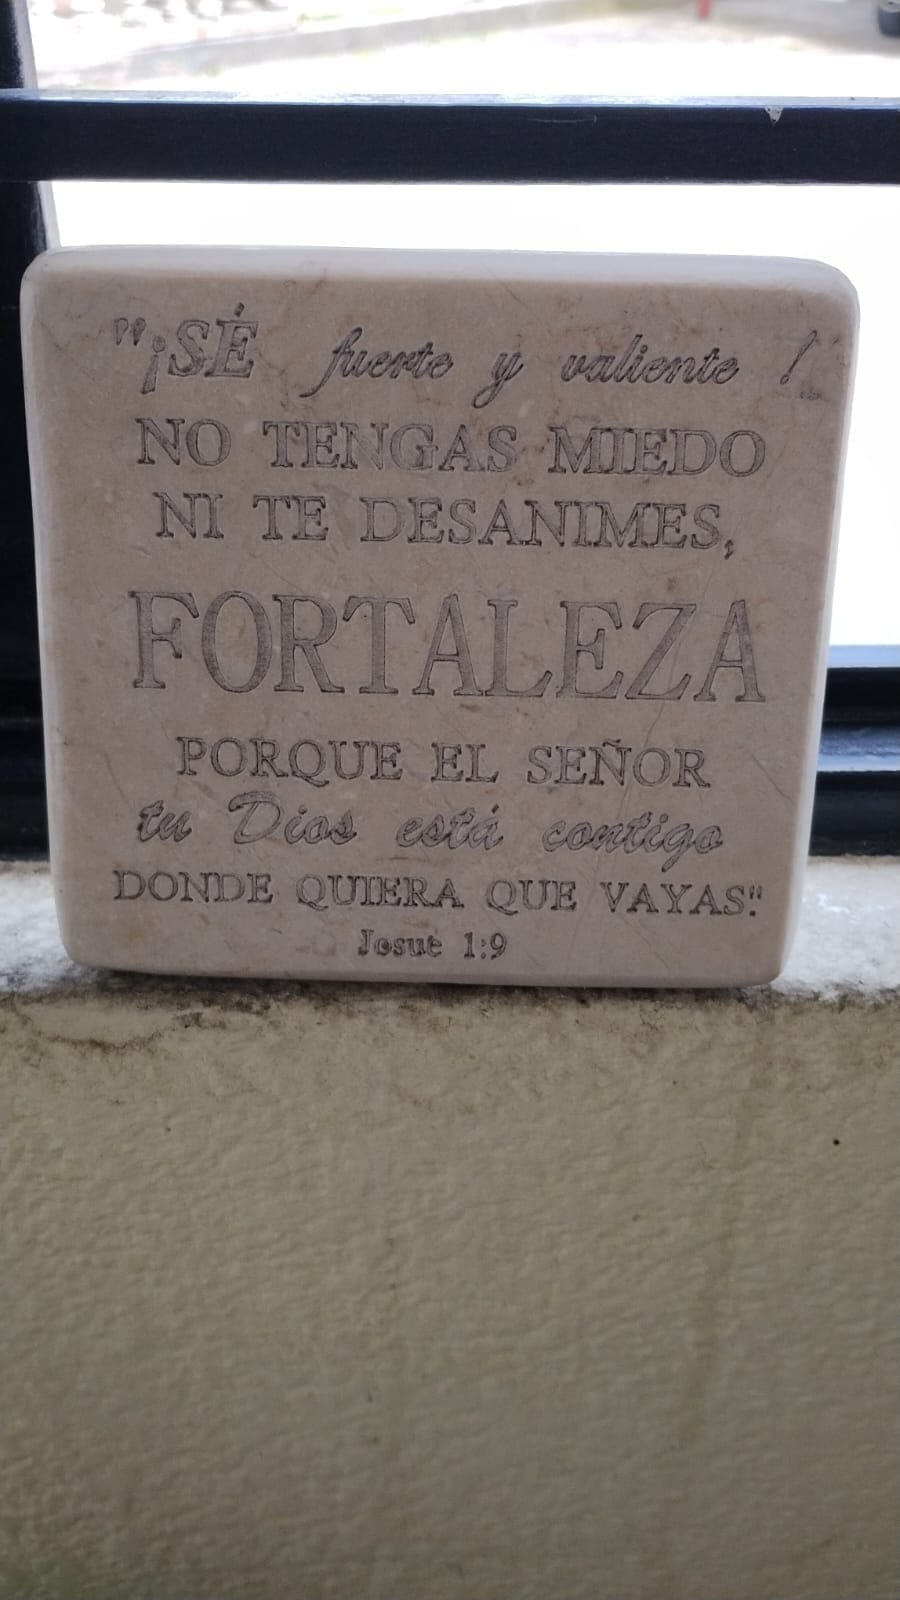 "¡SÉ fuerte y valiente !
NO TENGAS MIEDO
NI TE DESANIMES,
FORTALEZA
PORQUE EL SEÑOR
tu Dios está contigo
DONDE QUIERA QUE VAYAS".
Josue 1:9